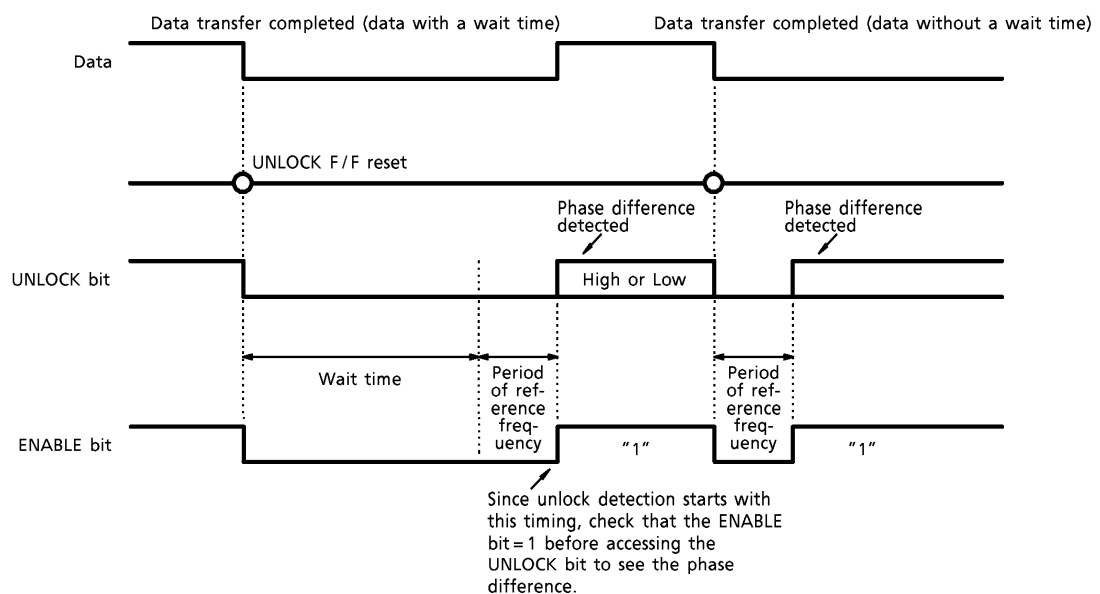 Data transfer completed (data with a wait time)
Data transfer completed (data without a wait time)
Data
UNLOCK F/F reset
Phase difference
detected
Phase difference
detected
UNLOCK bit
High or Low
Wait time
Period
of ref-
erence
freq-
uency
Period
of ref-
erence
freq-
uency
ENABLE bit
"1"
"1"
Since unlock detection starts with
this timing, check that the ENABLE
bit=1 before accessing the
UNLOCK bit to see the phase
difference.